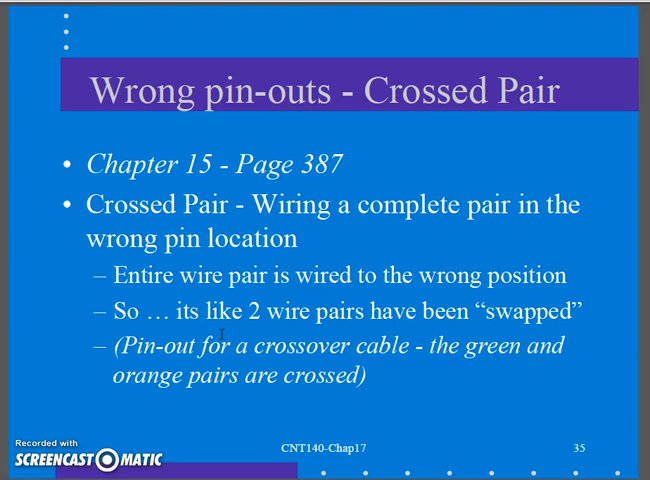 Wrong pin-outs - Crossed Pair
• Chapter 15 - Page 387
• Crossed Pair - Wiring a complete pair in the
wrong pin location
– Entire wire pair is wired to the wrong position
– So … its like 2 wire pairs have been “swapped”
– (Pin-out for a crossover cable - the green and
orange pairs are crossed)
Recorded with
SCREENCAST MATIC
CNT140-Chap17
35